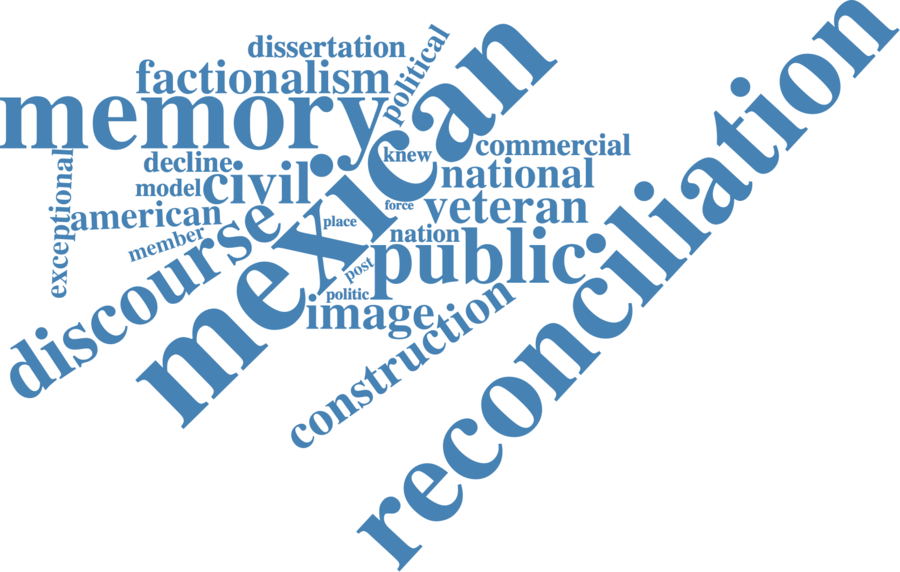 dissertation
political
factionalism
memory
mexican
reconciliation
knew
commercial
decline
exceptional
model
civil
national
american
force
veteran
place
member
discourse
nation
public
post
politic
image
construction